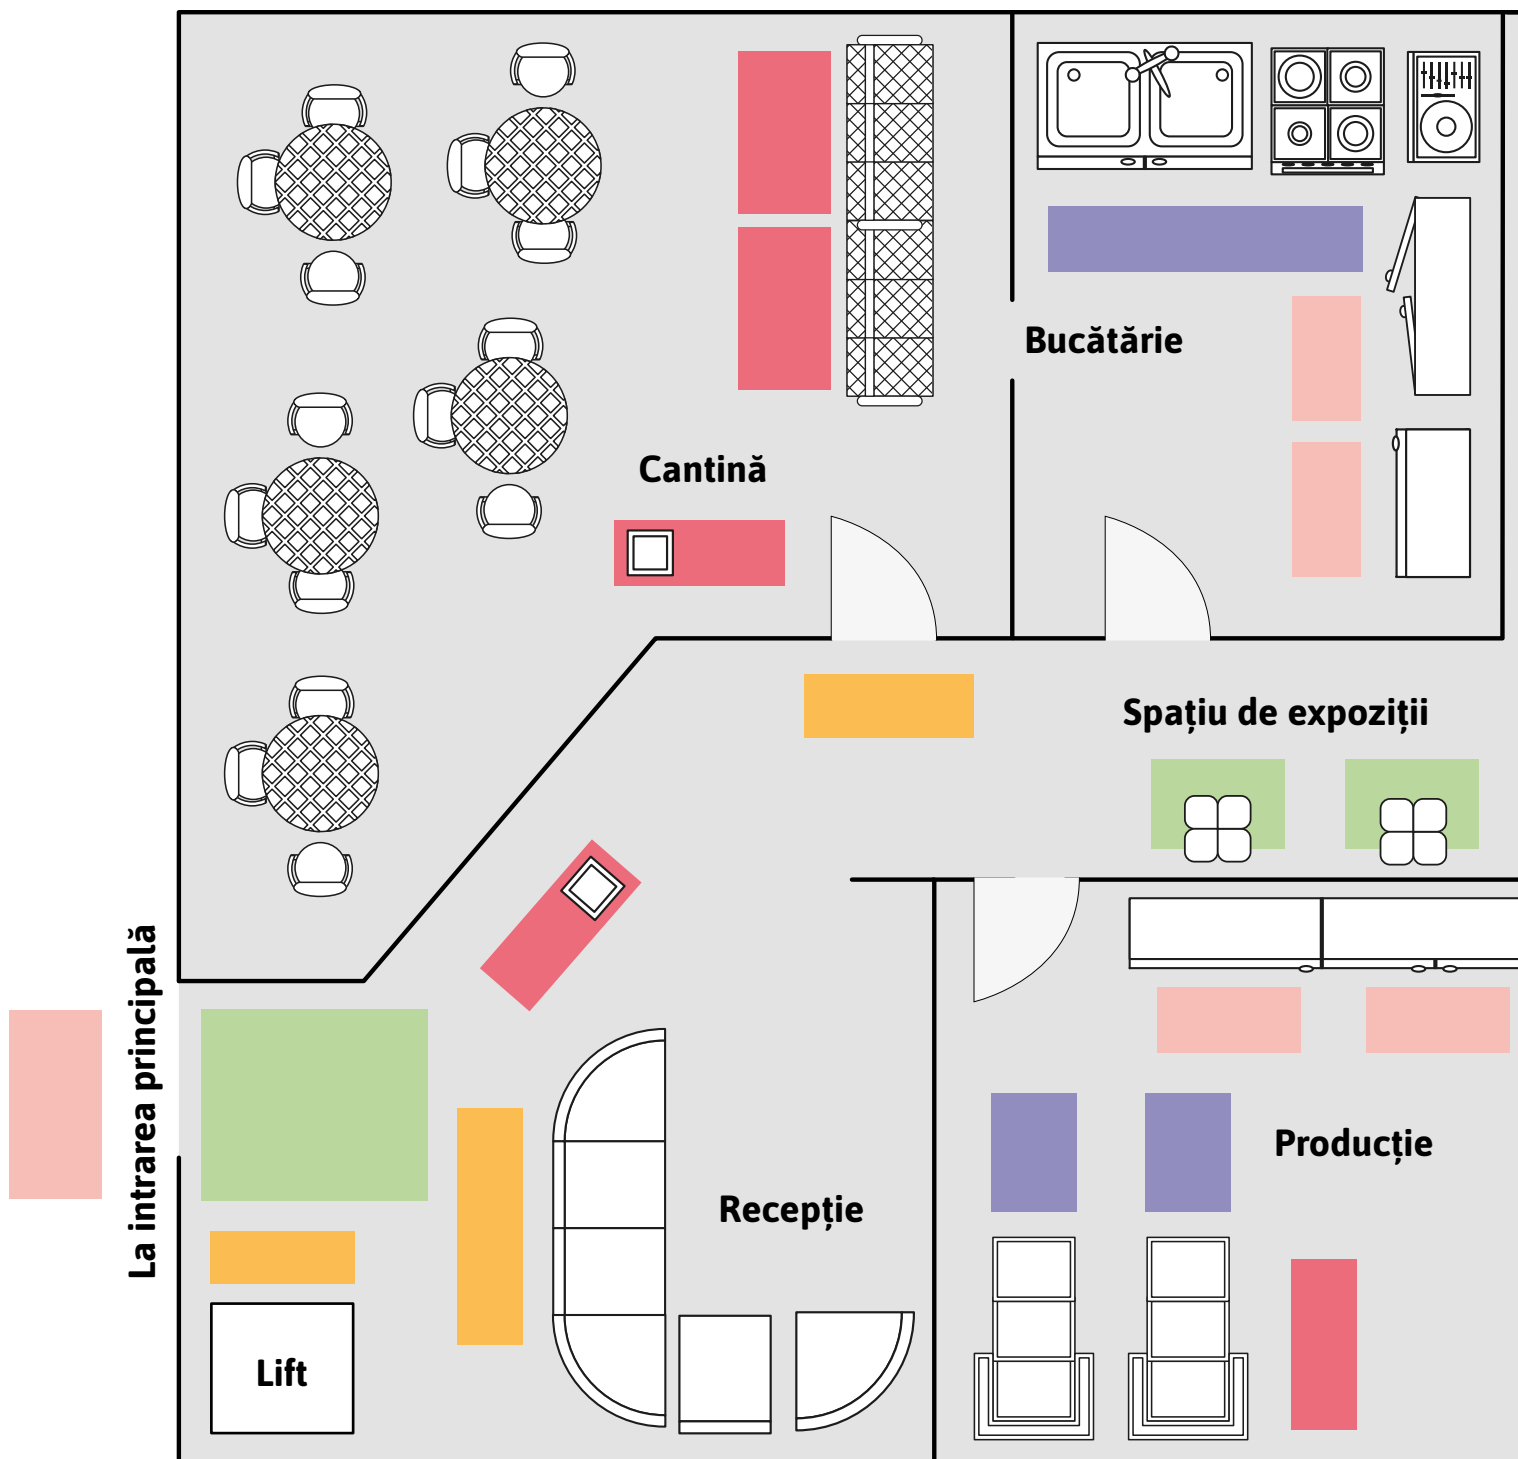 Bucătărie
Cantină
Spațiu de expoziții
La intrarea principală
Producție
Recepție
Lift